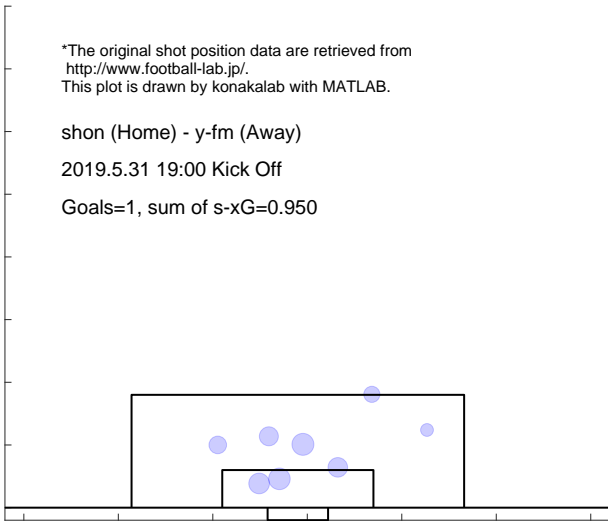 *The original shot position data are retrieved from
http://www.football-lab.jp/.
This plot is drawn by konakalab with MATLAB.
shon (Home) - y-fm (Away)
2019.5.31 19:00 Kick Off
Goals=1, sum of s-xG=0.950